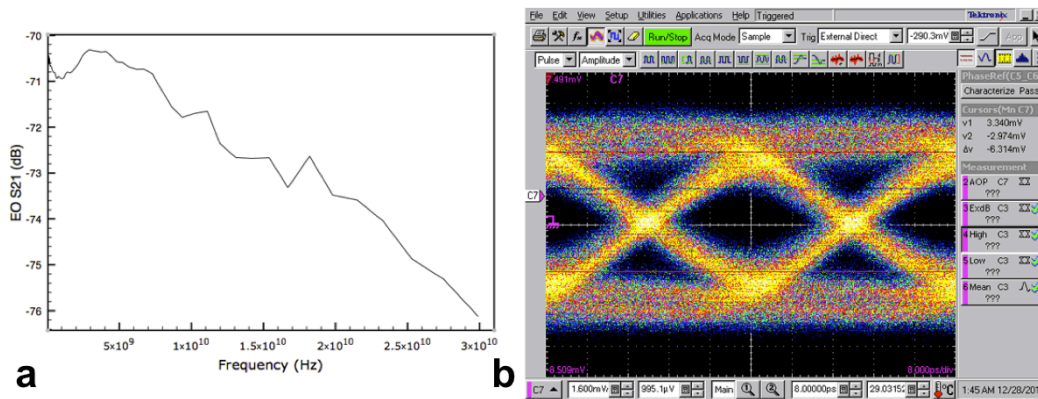 -70
-71
-72
-73
-74
-75
-76
EO S21 (dB)
5x10⁹ 1x10¹⁰ 1.5x10¹⁰ 2x10¹⁰ 2.5x10¹⁰ 3x10¹⁰
Frequency (Hz)
a
b
File Edit View Setup Utilities Applications Help Triggered Tektronix
Run/Stop Acq Mode Sample Trig External Direct -290.3mV App
Pulse Amplitude
7.491mV C7
C7
-8.509mV 8.000ps/div
PhaseRef(C5_C6
Characterize Pass
Cursors(Mn C7)
v1 3.340mV
v2 -2.974mV
Δv -6.314mV
Measurement
2 AOP C7
???
3 ExdB C3
???
4 High C3
???
5 Low C3
???
6 Mean C3
???
C7 1.600mV 995.1µV Main 8.00000ps 29.0315 °C 1:45 AM 12/28/20